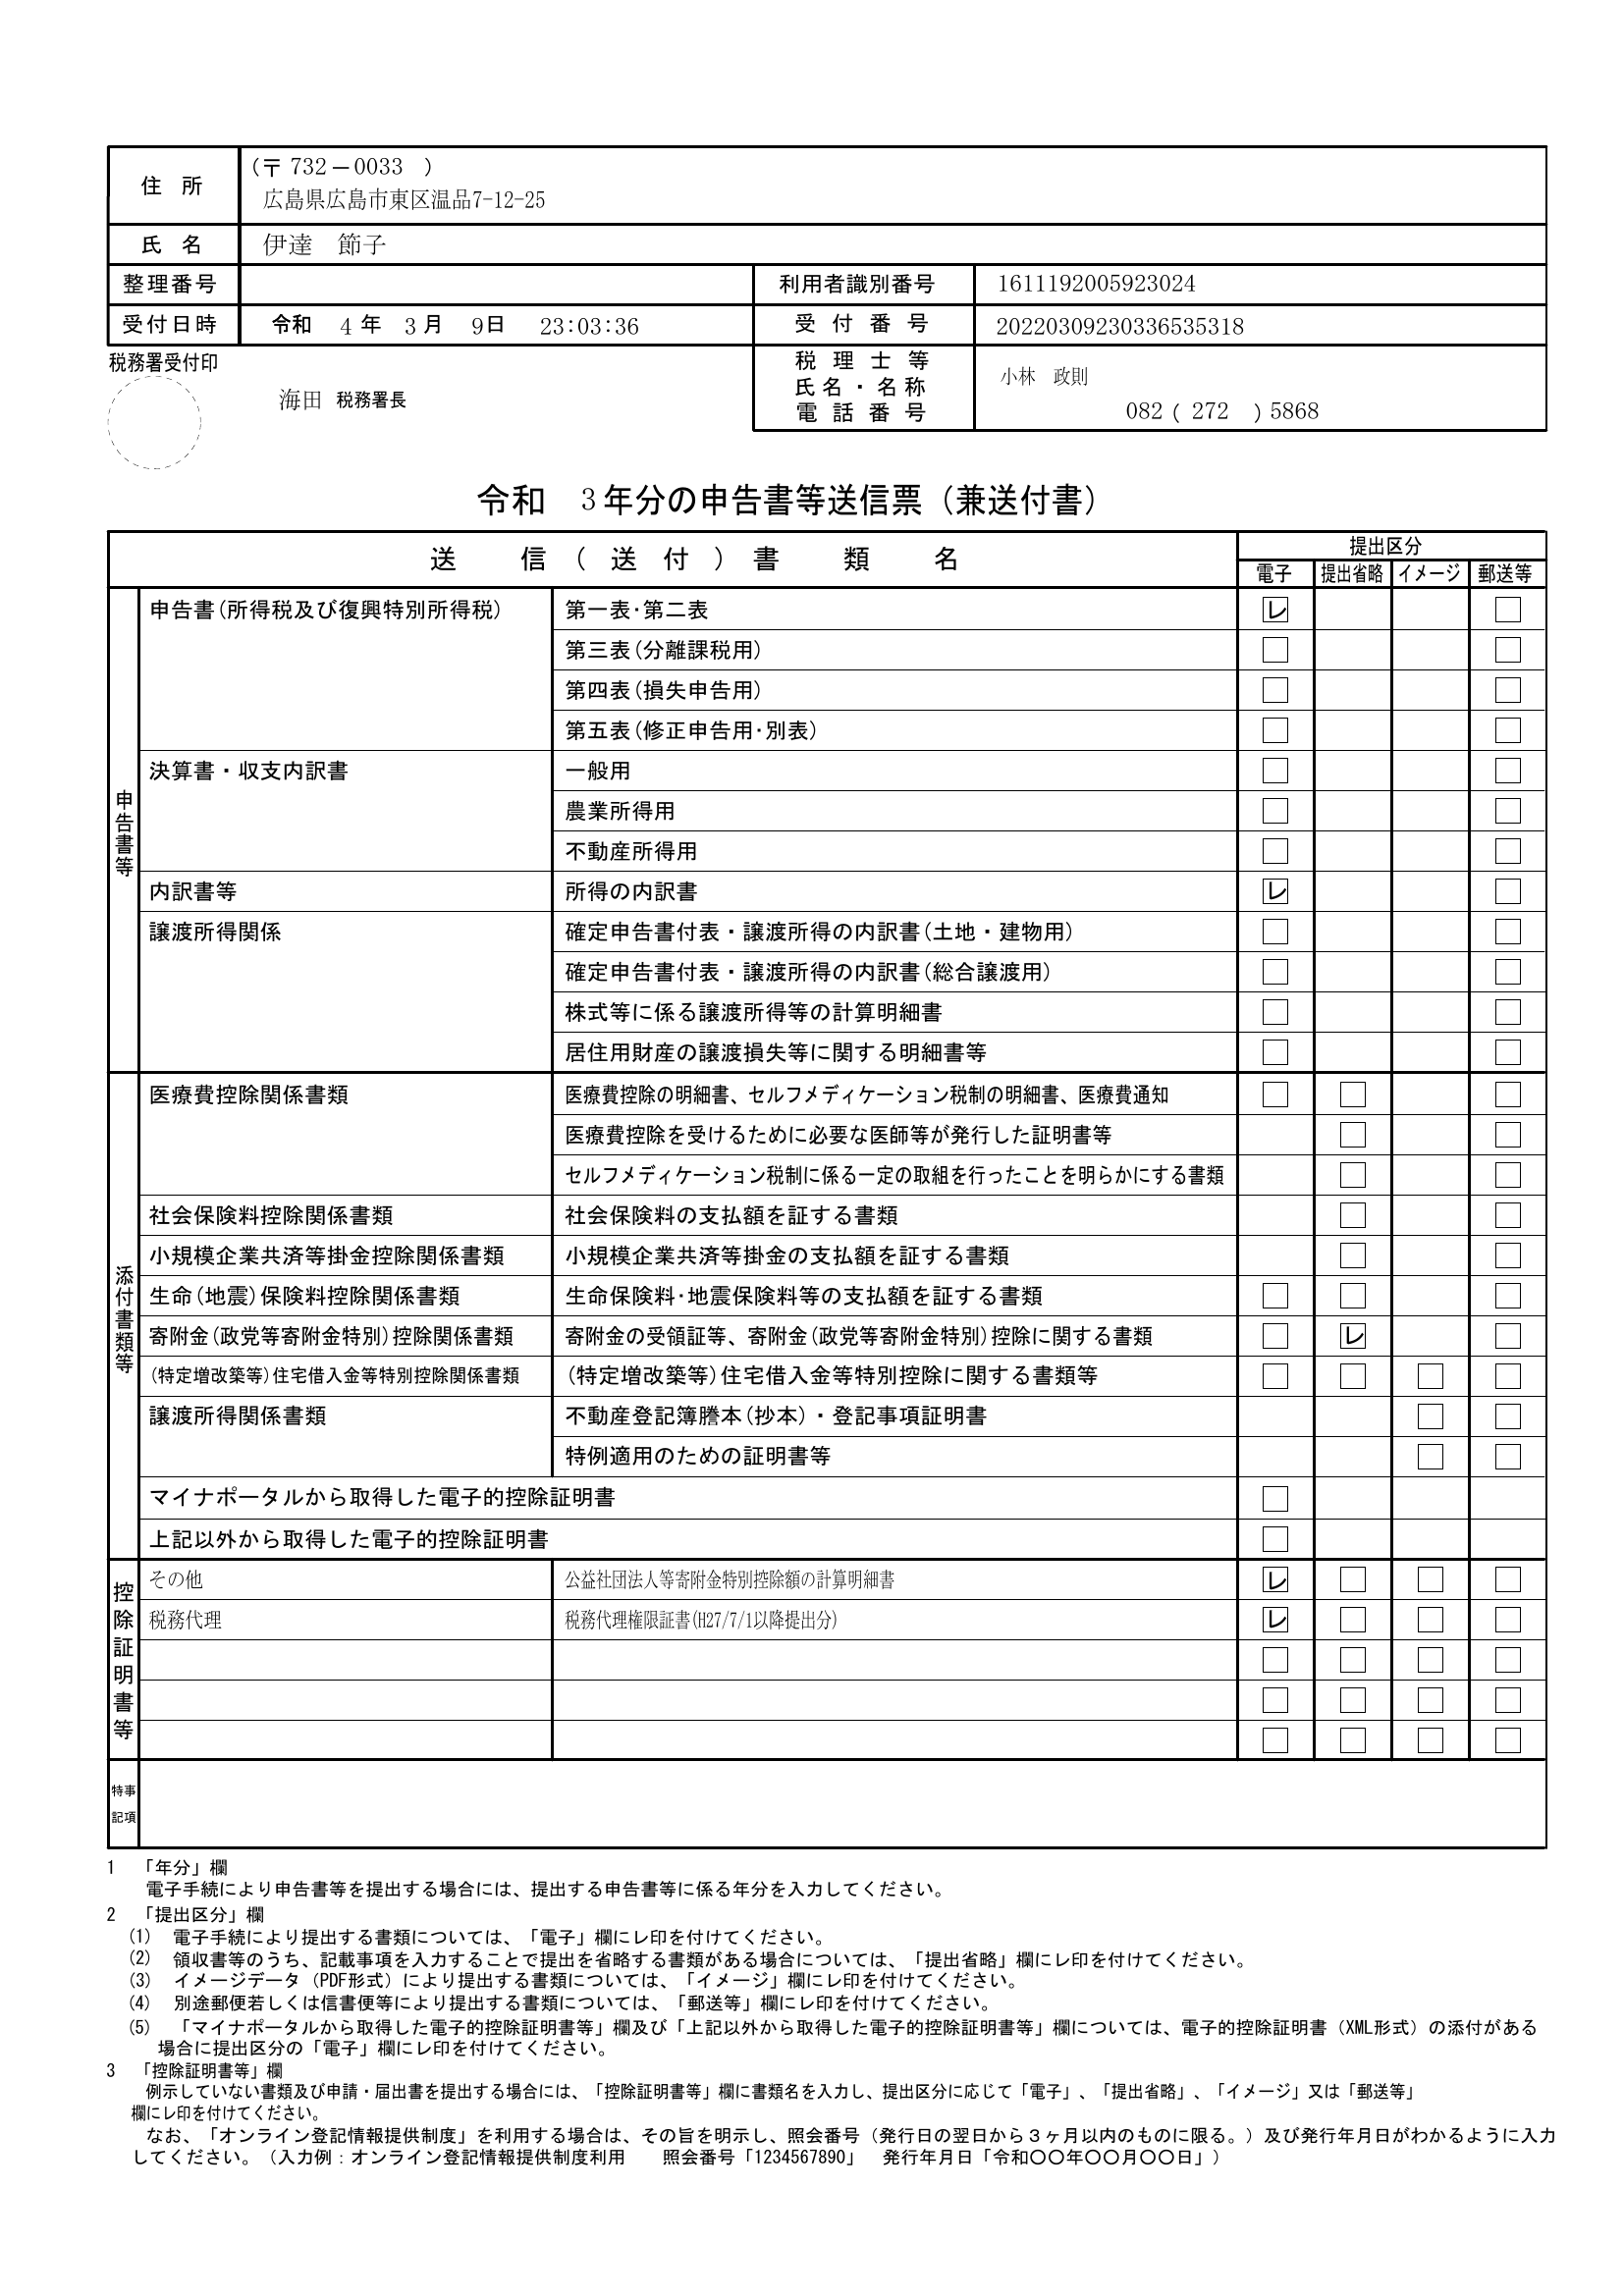 住 所 (〒 732－0033 )
広島県広島市東区温品7-12-25
氏 名 伊達 節子
整理番号 利用者識別番号 1611192005923024
受付日時 令和 4 年 3 月 9日 23:03:36 受 付 番 号 20220309230336535318
税務署受付印
海田 税務署長
税 理 士 等
氏名・名称
電 話 番 号
小林 政則
082 ( 272 ) 5868
令和 3年分の申告書等送信票（兼送付書）
送 信 ( 送 付 ) 書 類 名 提出区分
電子 提出省略 イメージ 郵送等
申告書等
申告書(所得税及び復興特別所得税) 第一表・第二表 レ
第三表(分離課税用)
第四表(損失申告用)
第五表(修正申告用・別表)
決算書・収支内訳書 一般用
農業所得用
不動産所得用
内訳書等 所得の内訳書 レ
譲渡所得関係 確定申告書付表・譲渡所得の内訳書(土地・建物用)
確定申告書付表・譲渡所得の内訳書(総合譲渡用)
株式等に係る譲渡所得等の計算明細書
居住用財産の譲渡損失等に関する明細書等
添付書類等
医療費控除関係書類 医療費控除の明細書、セルフメディケーション税制の明細書、医療費通知
医療費控除を受けるために必要な医師等が発行した証明書等
セルフメディケーション税制に係る一定の取組を行ったことを明らかにする書類
社会保険料控除関係書類 社会保険料の支払額を証する書類
小規模企業共済等掛金控除関係書類 小規模企業共済等掛金の支払額を証する書類
生命(地震)保険料控除関係書類 生命保険料・地震保険料等の支払額を証する書類
寄附金(政党等寄附金特別)控除関係書類 寄附金の受領証等、寄附金(政党等寄附金特別)控除に関する書類 レ
(特定増改築等)住宅借入金等特別控除関係書類 (特定増改築等)住宅借入金等特別控除に関する書類等
譲渡所得関係書類 不動産登記簿謄本(抄本)・登記事項証明書
特例適用のための証明書等
マイナポータルから取得した電子的控除証明書
上記以外から取得した電子的控除証明書
控除証明書等
その他 公益社団法人等寄附金特別控除額の計算明細書 レ
税務代理 税務代理権限証書(H27/7/1以降提出分) レ
特事
記項
1 「年分」欄
電子手続により申告書等を提出する場合には、提出する申告書等に係る年分を入力してください。
2 「提出区分」欄
(1) 電子手続により提出する書類については、「電子」欄にレ印を付けてください。
(2) 領収書等のうち、記載事項を入力することで提出を省略する書類がある場合については、「提出省略」欄にレ印を付けてください。
(3) イメージデータ（PDF形式）により提出する書類については、「イメージ」欄にレ印を付けてください。
(4) 別途郵便若しくは信書便等により提出する書類については、「郵送等」欄にレ印を付けてください。
(5) 「マイナポータルから取得した電子的控除証明書等」欄及び「上記以外から取得した電子的控除証明書等」欄については、電子的控除証明書（XML形式）の添付がある
場合に提出区分の「電子」欄にレ印を付けてください。
3 「控除証明書等」欄
例示していない書類及び申請・届出書を提出する場合には、「控除証明書等」欄に書類名を入力し、提出区分に応じて「電子」、「提出省略」、「イメージ」又は「郵送等」
欄にレ印を付けてください。
なお、「オンライン登記情報提供制度」を利用する場合は、その旨を明示し、照会番号（発行日の翌日から３ヶ月以内のものに限る。）及び発行年月日がわかるように入力
してください。（入力例：オンライン登記情報提供制度利用 照会番号「1234567890」 発行年月日「令和〇〇年〇〇月〇〇日」）